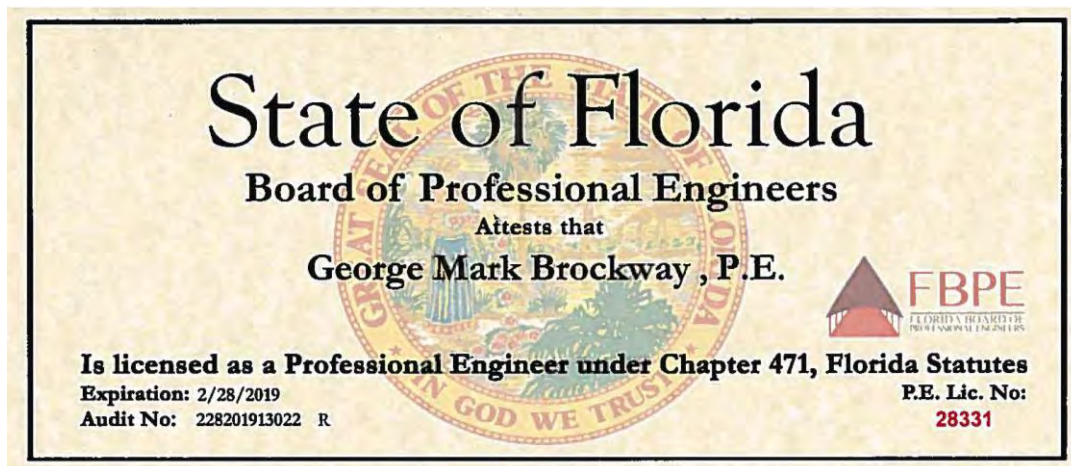 State of Florida
Board of Professional Engineers
Attests that
George Mark Brockway , P.E.
FBPE
FLORIDA BOARD OF
PROFESSIONAL ENGINEERS
Is licensed as a Professional Engineer under Chapter 471, Florida Statutes
Expiration: 2/28/2019
P.E. Lic. No:
Audit No: 228201913022 R
28331
GREAT SEAL OF THE STATE OF FLORIDA
IN GOD WE TRUST